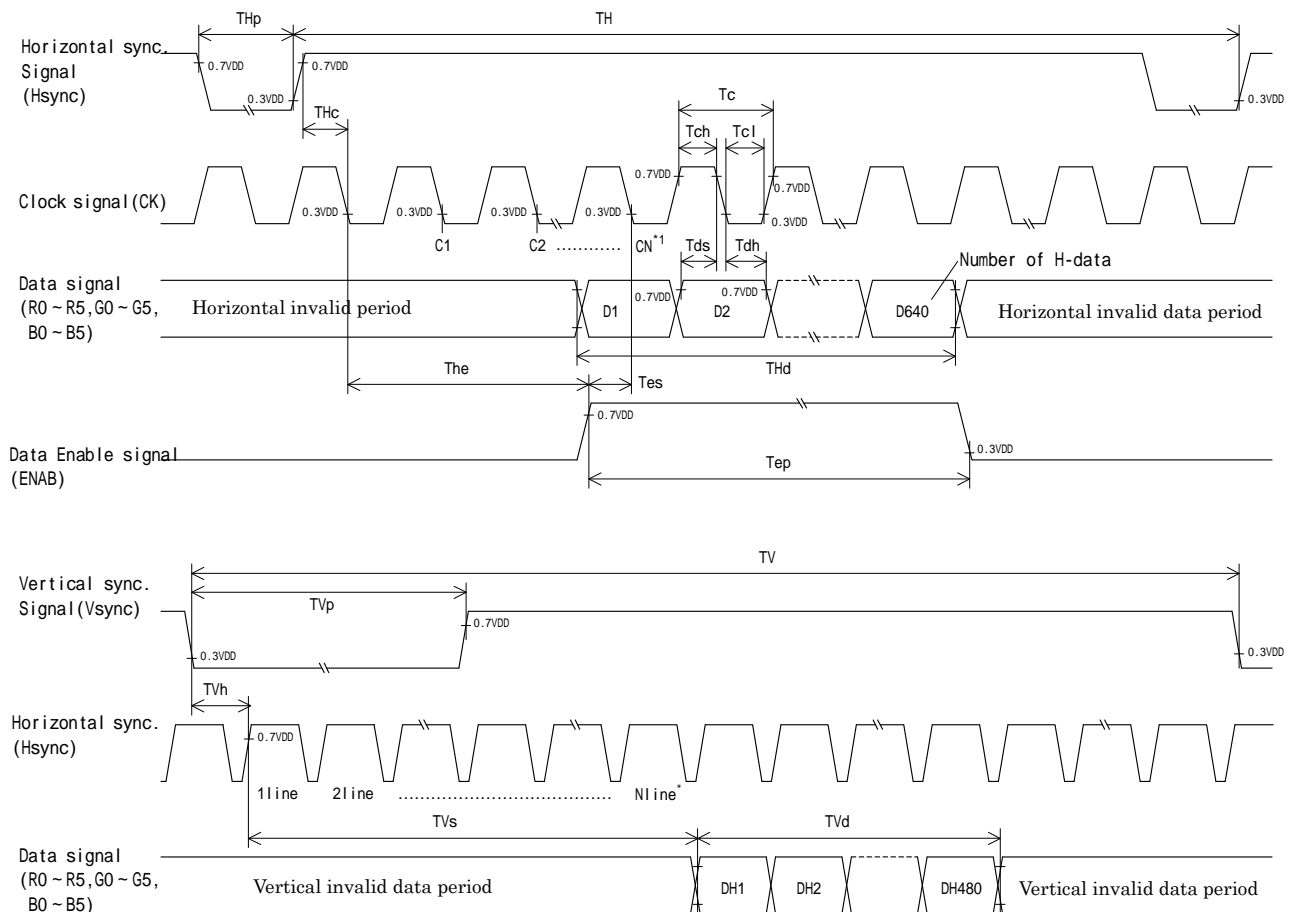 THp
TH
Horizontal sync.
Signal
(Hsync)
0.7VDD
0.7VDD
0.3VDD
0.3VDD
THc
Tc
Tch
Tcl
Clock signal(CK)
0.7VDD
0.7VDD
0.3VDD
0.3VDD
0.3VDD
0.3VDD
0.3VDD
C1
C2
............
CN*1
Tds
Tdh
Number of H-data
Data signal
(R0~R5,G0~G5,
B0~B5)
Horizontal invalid period
D1
0.7VDD
0.7VDD
D2
D640
Horizontal invalid data period
The
Tes
THd
0.7VDD
Data Enable signal
(ENAB)
Tep
0.3VDD
TV
Vertical sync.
Signal(Vsync)
TVp
0.7VDD
0.3VDD
0.3VDD
TVh
Horizontal sync.
(Hsync)
0.7VDD
1line
2line
......................................
Nline*
TVs
TVd
Data signal
(R0~R5,G0~G5,
B0~B5)
Vertical invalid data period
DH1
DH2
DH480
Vertical invalid data period